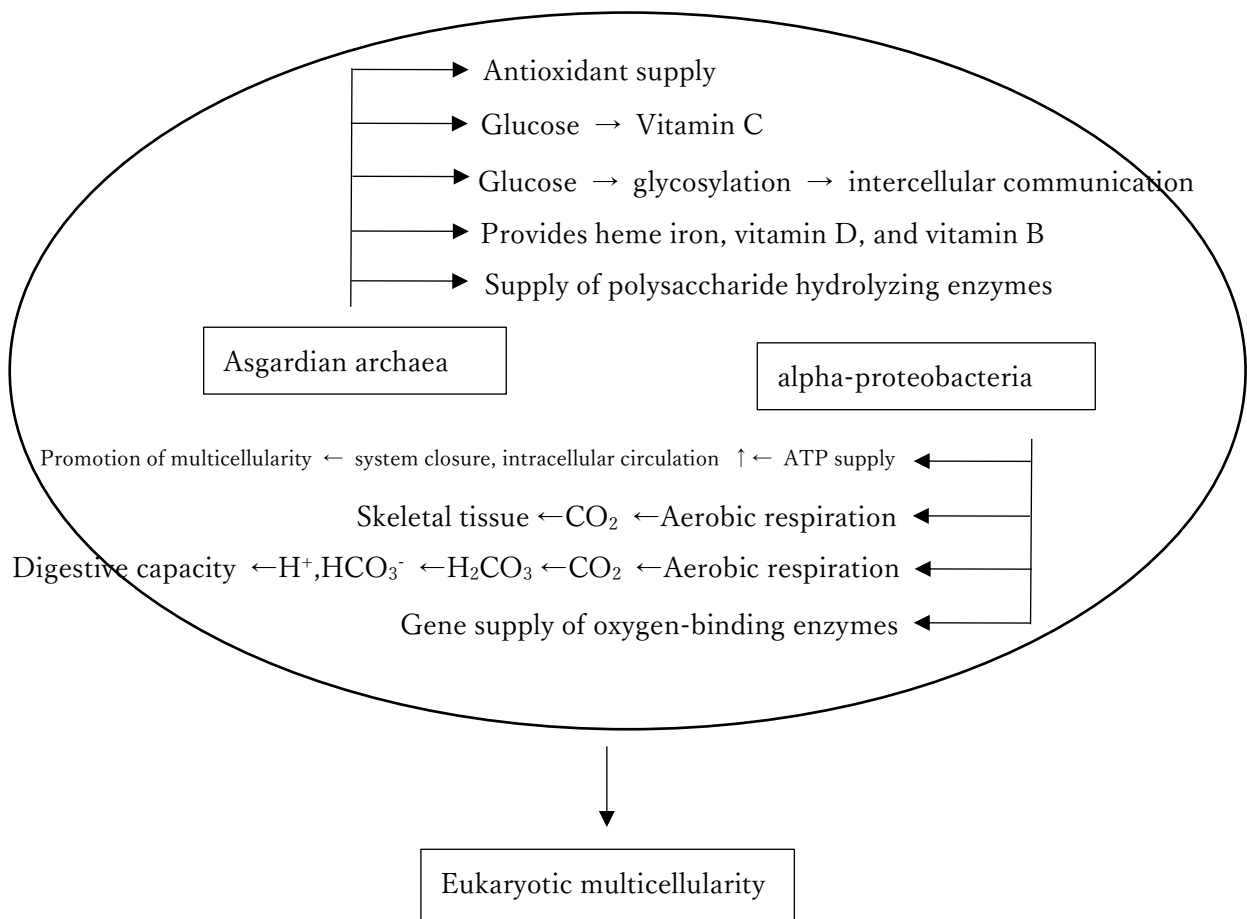 Antioxidant supply
Glucose → Vitamin C
Glucose → glycosylation → intercellular communication
Provides heme iron, vitamin D, and vitamin B
Supply of polysaccharide hydrolyzing enzymes
Asgardian archaea
alpha-proteobacteria
Promotion of multicellularity ← system closure, intracellular circulation ↑ ← ATP supply
Skeletal tissue ←CO₂ ←Aerobic respiration
Digestive capacity ←H⁺,HCO₃⁻ ←H₂CO₃ ←CO₂ ←Aerobic respiration
Gene supply of oxygen-binding enzymes
Eukaryotic multicellularity